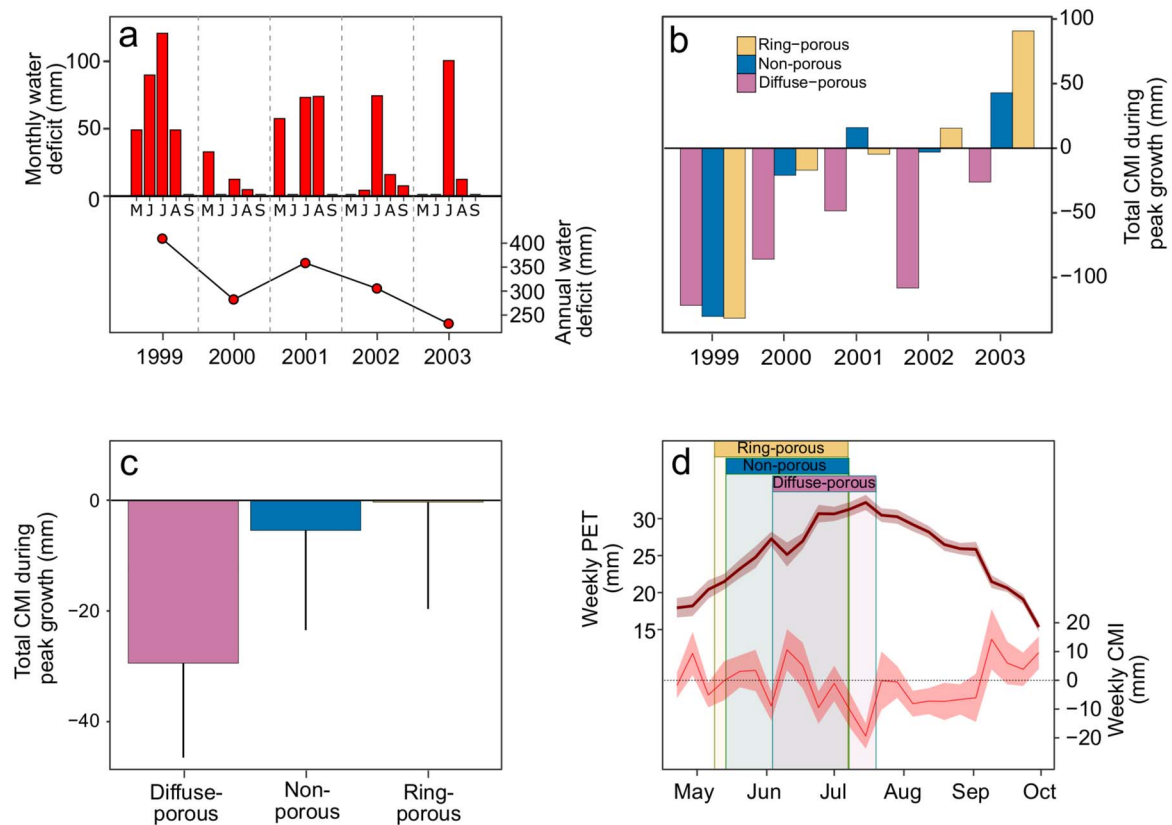 a
Monthly water
deficit (mm)
100
50
0
M J J A S M J J A S M J J A S M J J A S M J J A S
400
350
300
250
Annual water
deficit (mm)
1999 2000 2001 2002 2003
b
Ring-porous
Non-porous
Diffuse-porous
100
50
0
−50
−100
Total CMI during
peak growth (mm)
1999 2000 2001 2002 2003
c
Total CMI during
peak growth (mm)
0
−20
−40
Diffuse-
porous
Non-
porous
Ring-
porous
d
Ring-porous
Non-porous
Diffuse-porous
Weekly PET
(mm)
30
25
20
15
20
10
0
−10
−20
Weekly CMI
(mm)
May Jun Jul Aug Sep Oct